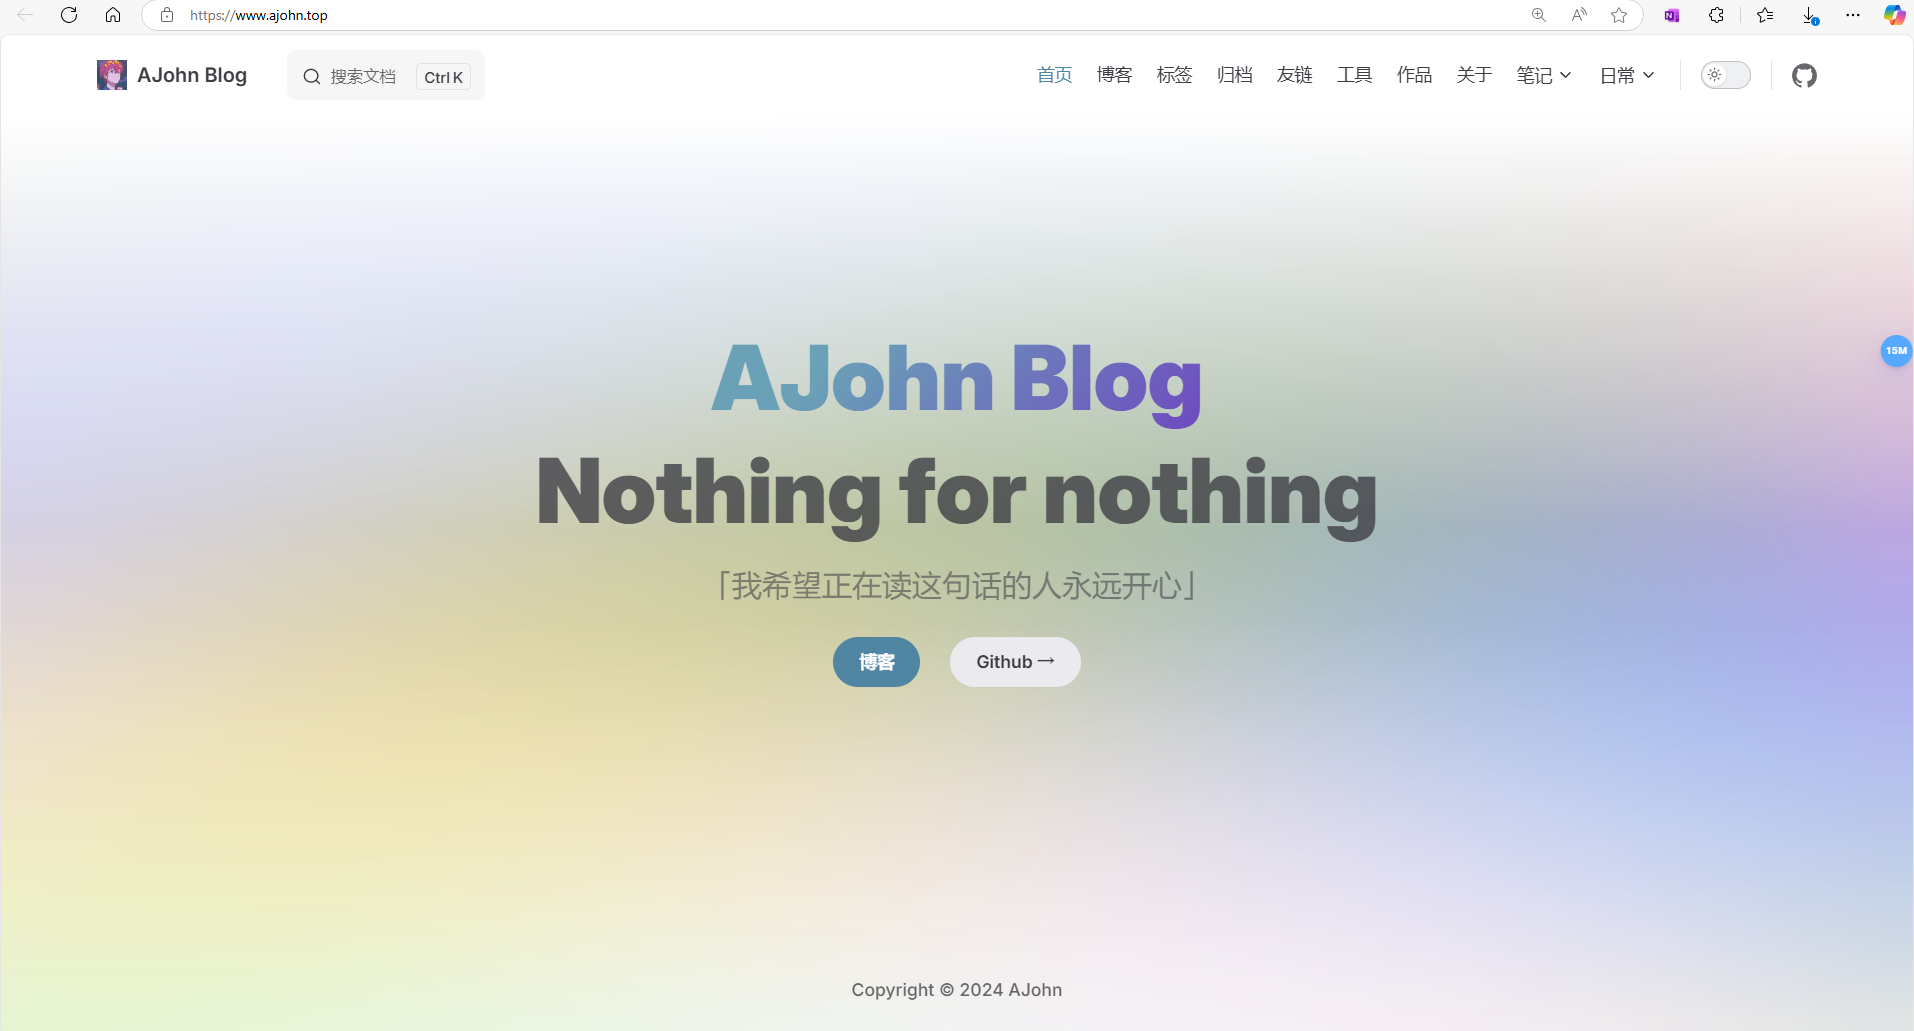 https://www.ajohn.top
AJohn Blog
搜索文档 Ctrl K
首页 博客 标签 归档 友链 工具 作品 关于 笔记 日常
15M
AJohn Blog
Nothing for nothing
「我希望正在读这句话的人永远开心」
博客 Github →
Copyright © 2024 AJohn